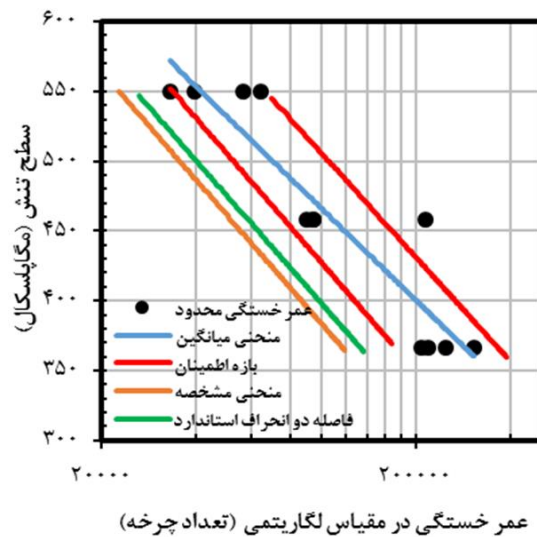 ۶۰۰
۵۵۰
۵۰۰
۴۵۰
۴۰۰
۳۵۰
۳۰۰
سطح تنش (مگاپاسکال)
عمر خستگی محدود
منحنی میانگین
بازه اطمینان
منحنی مشخصه
فاصله دو انحراف استاندارد
۲۰۰۰۰
۲۰۰۰۰۰
عمر خستگی در مقیاس لگاریتمی (تعداد چرخه)